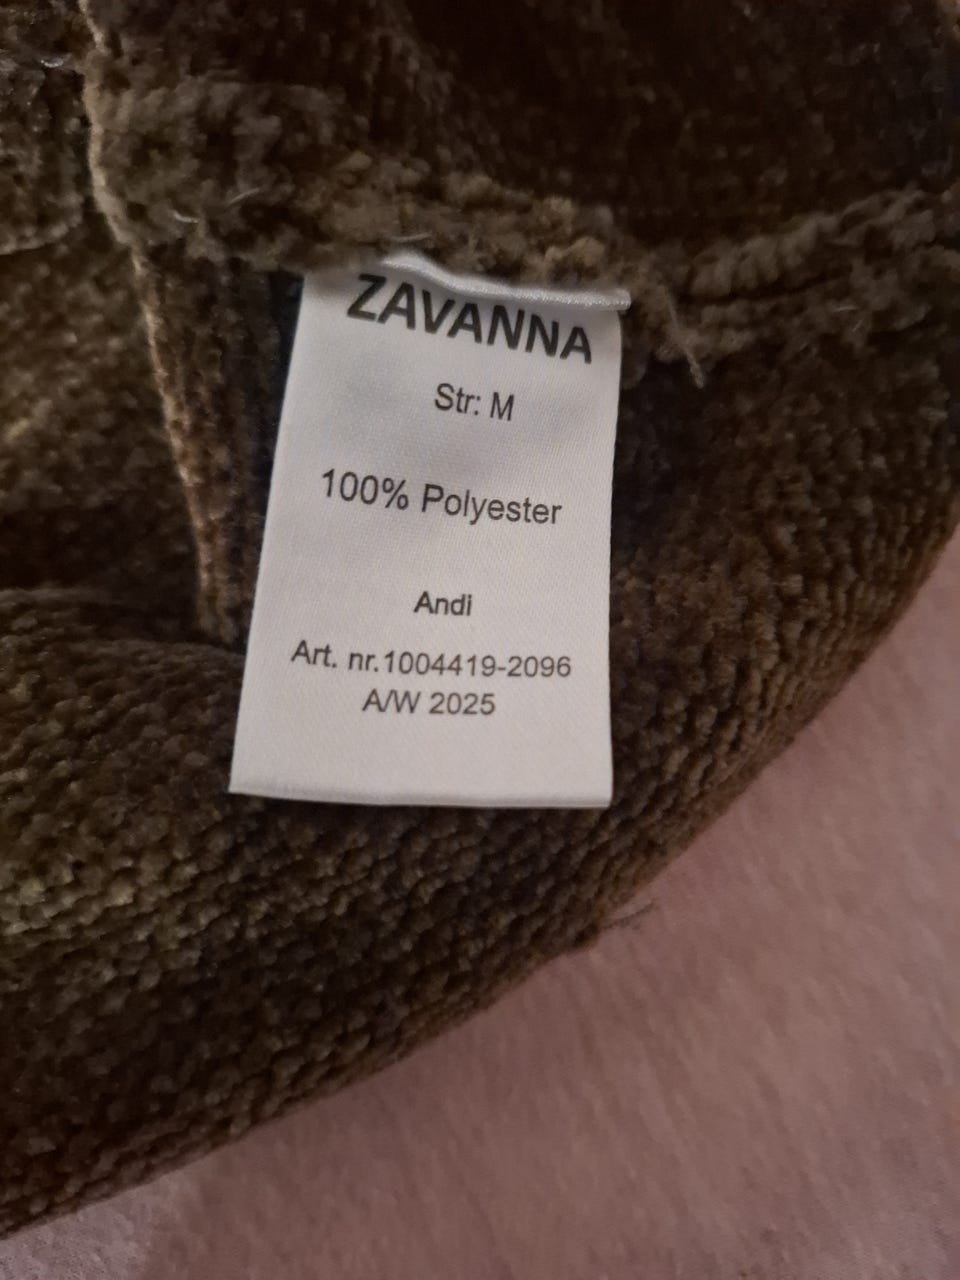 ZAVANNA
Str: M
100% Polyester
Andi
Art. nr.1004419-2096
A/W 2025